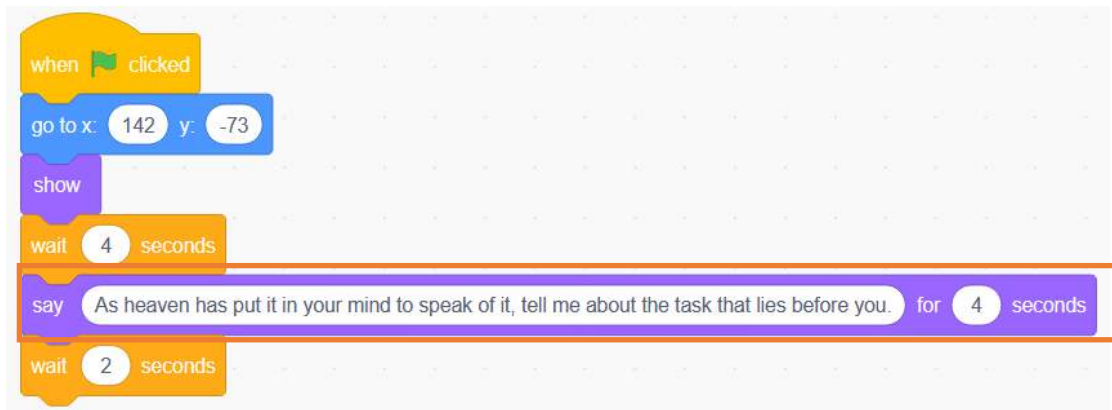 when clicked
go to x: 142 y: -73
show
wait 4 seconds
say As heaven has put it in your mind to speak of it, tell me about the task that lies before you. for 4 seconds
wait 2 seconds